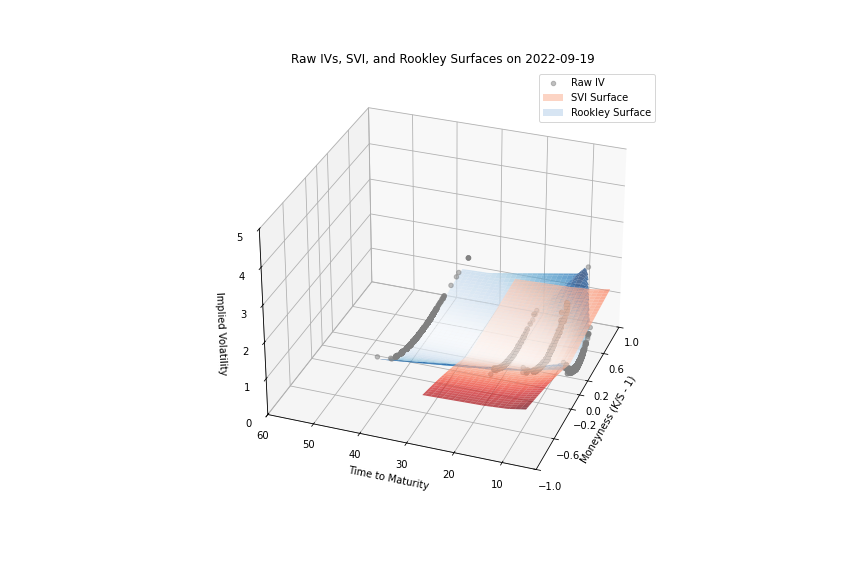 Raw IVs, SVI, and Rookley Surfaces on 2022-09-19
Raw IV
SVI Surface
Rookley Surface
5
4
3
2
1
0
Implied Volatility
60
50
40
30
20
10
Time to Maturity
1.0
0.6
0.2
0.0
−0.2
−0.6
−1.0
Moneyness (K/S - 1)